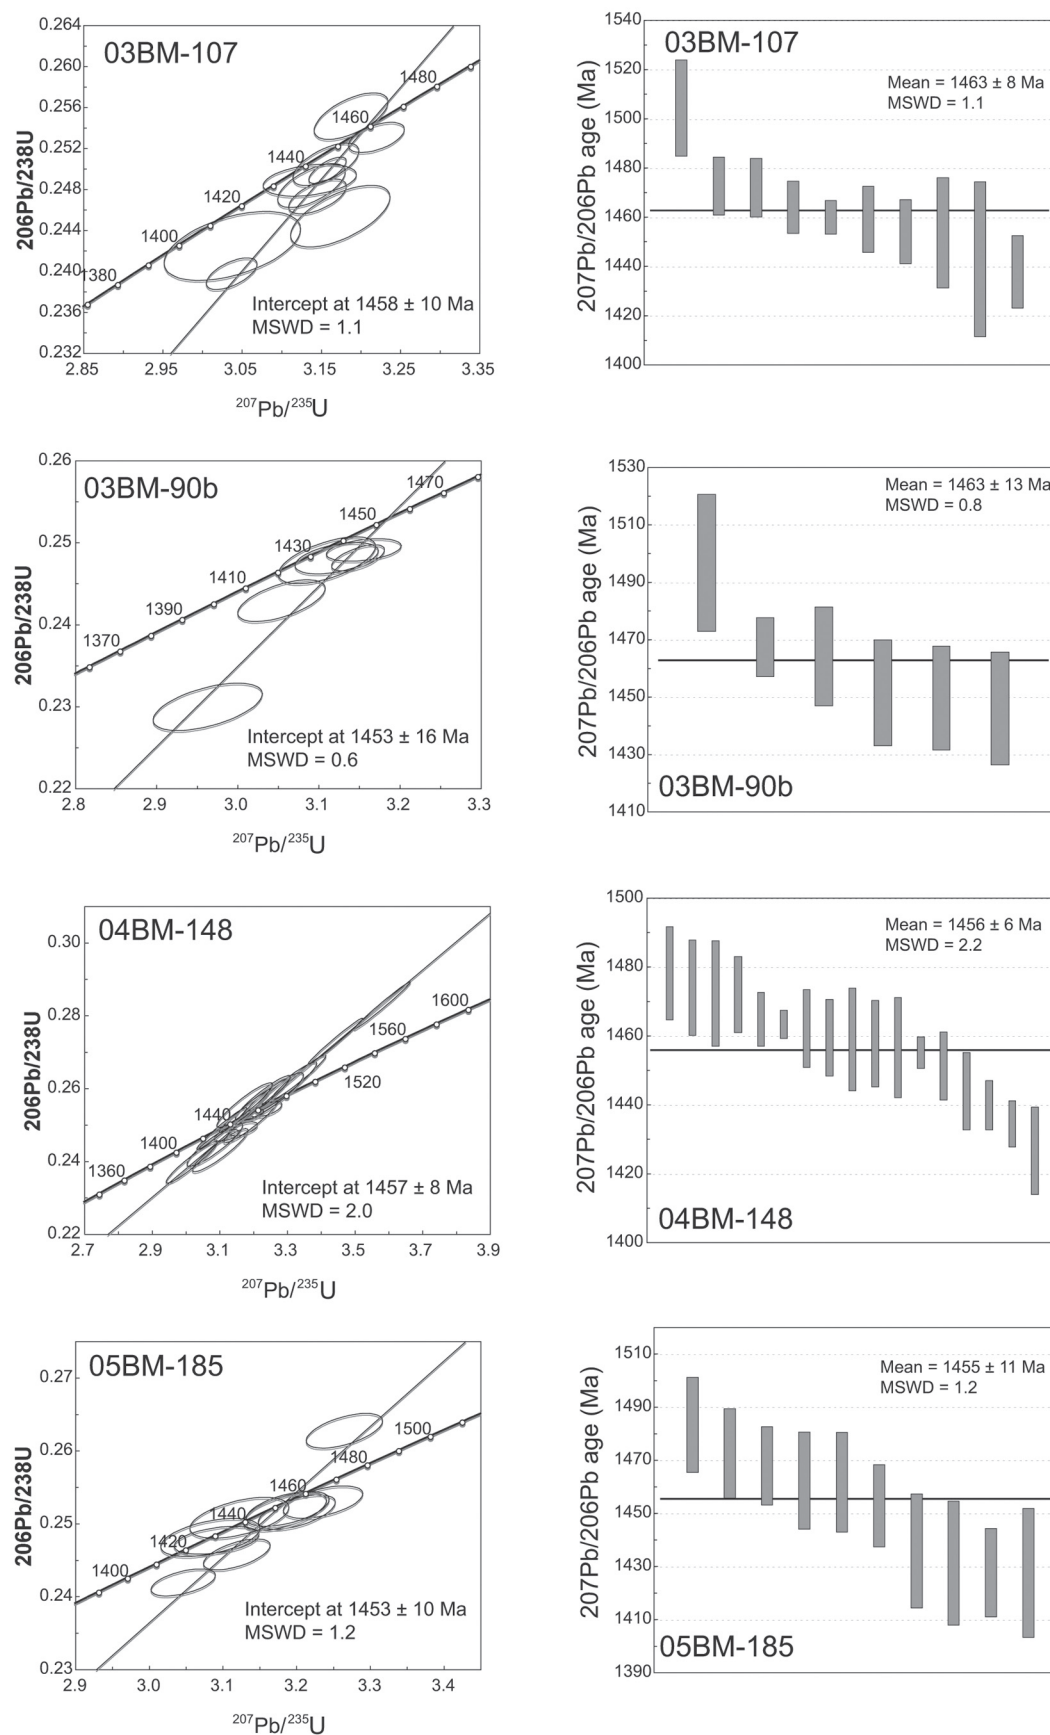 03BM-107
206Pb/238U
0.264
0.260
0.256
0.252
0.248
0.244
0.240
0.236
0.232
1380
1400
1420
1440
1460
1480
Intercept at 1458 ± 10 Ma
MSWD = 1.1
2.85
2.95
3.05
3.15
3.25
3.35
207Pb/235U
03BM-107
207Pb/206Pb age (Ma)
1540
1520
1500
1480
1460
1440
1420
1400
Mean = 1463 ± 8 Ma
MSWD = 1.1
03BM-90b
206Pb/238U
0.26
0.25
0.24
0.23
0.22
1370
1390
1410
1430
1450
1470
Intercept at 1453 ± 16 Ma
MSWD = 0.6
2.8
2.9
3.0
3.1
3.2
3.3
207Pb/235U
207Pb/206Pb age (Ma)
1530
1510
1490
1470
1450
1430
1410
Mean = 1463 ± 13 Ma
MSWD = 0.8
03BM-90b
04BM-148
206Pb/238U
0.30
0.28
0.26
0.24
0.22
1360
1400
1440
1520
1560
1600
Intercept at 1457 ± 8 Ma
MSWD = 2.0
2.7
2.9
3.1
3.3
3.5
3.7
3.9
207Pb/235U
207Pb/206Pb age (Ma)
1500
1480
1460
1440
1420
1400
Mean = 1456 ± 6 Ma
MSWD = 2.2
04BM-148
05BM-185
206Pb/238U
0.27
0.26
0.25
0.24
0.23
1400
1420
1440
1460
1480
1500
Intercept at 1453 ± 10 Ma
MSWD = 1.2
2.9
3.0
3.1
3.2
3.3
3.4
207Pb/235U
207Pb/206Pb age (Ma)
1510
1490
1470
1450
1430
1410
1390
Mean = 1455 ± 11 Ma
MSWD = 1.2
05BM-185